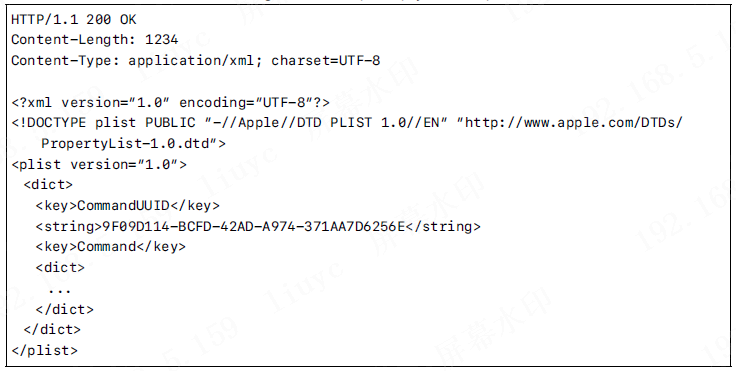 HTTP/1.1 200 OK
Content-Length: 1234
Content-Type: application/xml; charset=UTF-8
<?xml version="1.0" encoding="UTF-8"?>
<!DOCTYPE plist PUBLIC "-//Apple//DTD PLIST 1.0//EN" "http://www.apple.com/DTDs/
PropertyList-1.0.dtd">
<plist version="1.0">
<dict>
<key>CommandUUID</key>
<string>9F09D114-BCFD-42AD-A974-371AA7D6256E</string>
<key>Command</key>
<dict>
...
</dict>
</dict>
</plist>